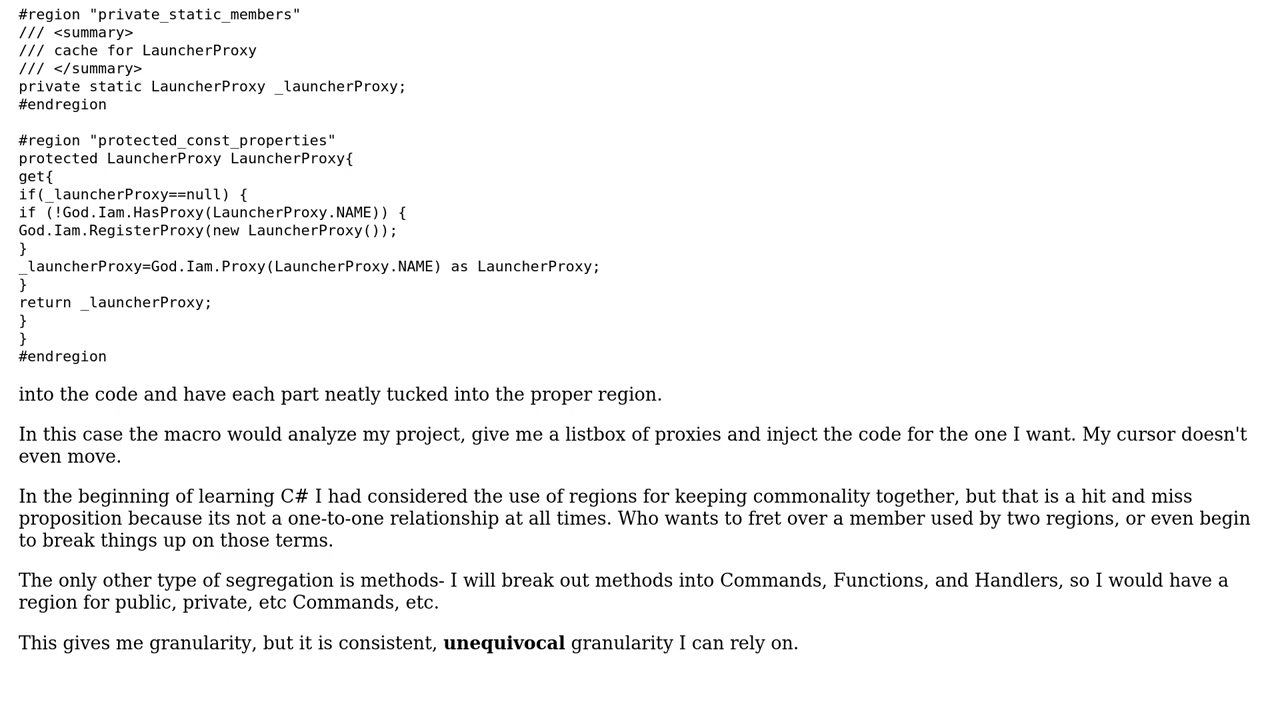 #region "private_static_members"
/// <summary>
/// cache for LauncherProxy
/// </summary>
private static LauncherProxy _launcherProxy;
#endregion
#region "protected_const_properties"
protected LauncherProxy LauncherProxy{
get{
if(_launcherProxy==null) {
if (!God.Iam.HasProxy(LauncherProxy.NAME)) {
God.Iam.RegisterProxy(new LauncherProxy());
}
_launcherProxy=God.Iam.Proxy(LauncherProxy.NAME) as LauncherProxy;
}
return _launcherProxy;
}
}
#endregion
into the code and have each part neatly tucked into the proper region.
In this case the macro would analyze my project, give me a listbox of proxies and inject the code for the one I want. My cursor doesn't
even move.
In the beginning of learning C# I had considered the use of regions for keeping commonality together, but that is a hit and miss
proposition because its not a one-to-one relationship at all times. Who wants to fret over a member used by two regions, or even begin
to break things up on those terms.
The only other type of segregation is methods- I will break out methods into Commands, Functions, and Handlers, so I would have a
region for public, private, etc Commands, etc.
This gives me granularity, but it is consistent, unequivocal granularity I can rely on.